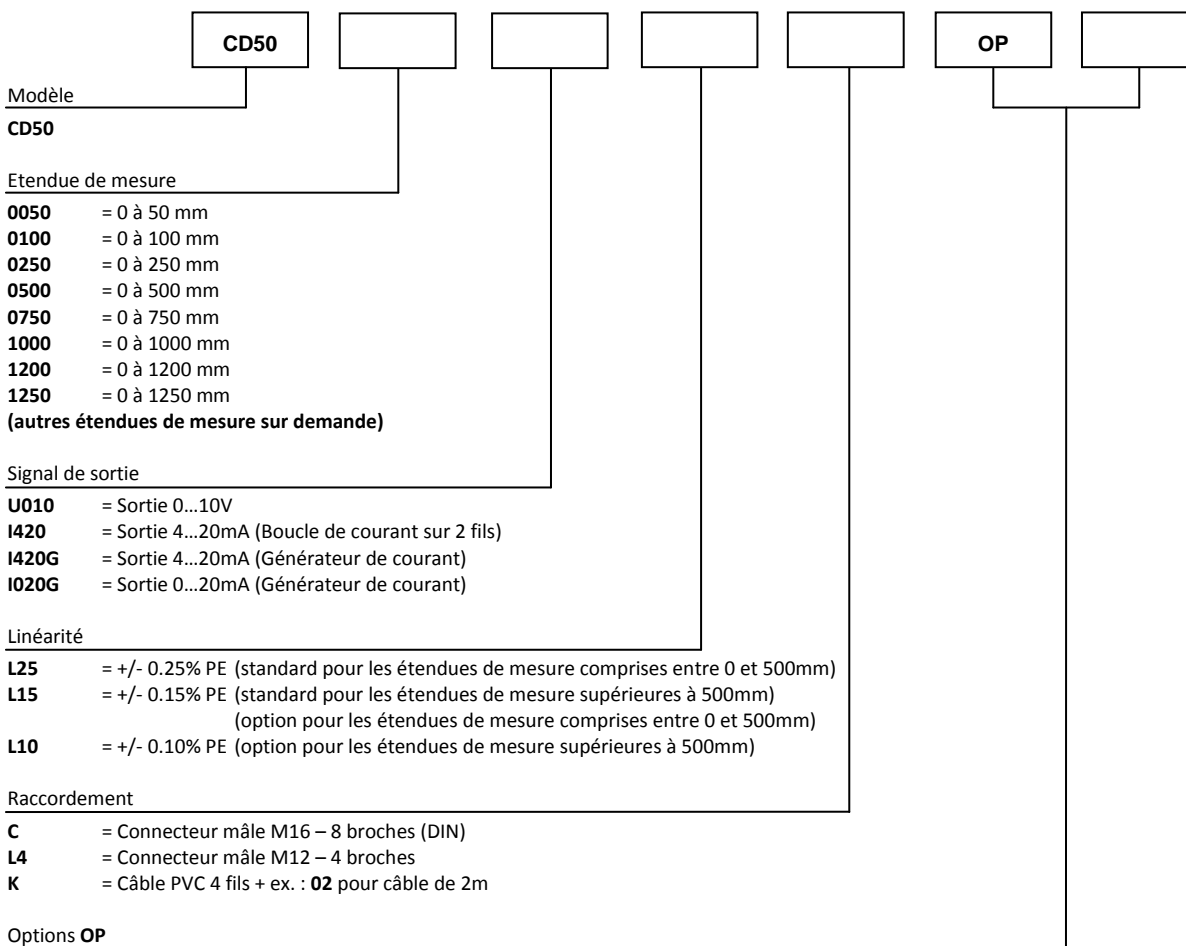 CD50 OP
Modèle
CD50
Etendue de mesure
0050 = 0 à 50 mm
0100 = 0 à 100 mm
0250 = 0 à 250 mm
0500 = 0 à 500 mm
0750 = 0 à 750 mm
1000 = 0 à 1000 mm
1200 = 0 à 1200 mm
1250 = 0 à 1250 mm
(autres étendues de mesure sur demande)
Signal de sortie
U010 = Sortie 0…10V
I420 = Sortie 4…20mA (Boucle de courant sur 2 fils)
I420G = Sortie 4…20mA (Générateur de courant)
I020G = Sortie 0…20mA (Générateur de courant)
Linéarité
L25 = +/- 0.25% PE (standard pour les étendues de mesure comprises entre 0 et 500mm)
L15 = +/- 0.15% PE (standard pour les étendues de mesure supérieures à 500mm)
(option pour les étendues de mesure comprises entre 0 et 500mm)
L10 = +/- 0.10% PE (option pour les étendues de mesure supérieures à 500mm)
Raccordement
C = Connecteur mâle M16 – 8 broches (DIN)
L4 = Connecteur mâle M12 – 4 broches
K = Câble PVC 4 fils + ex. : 02 pour câble de 2m
Options OP